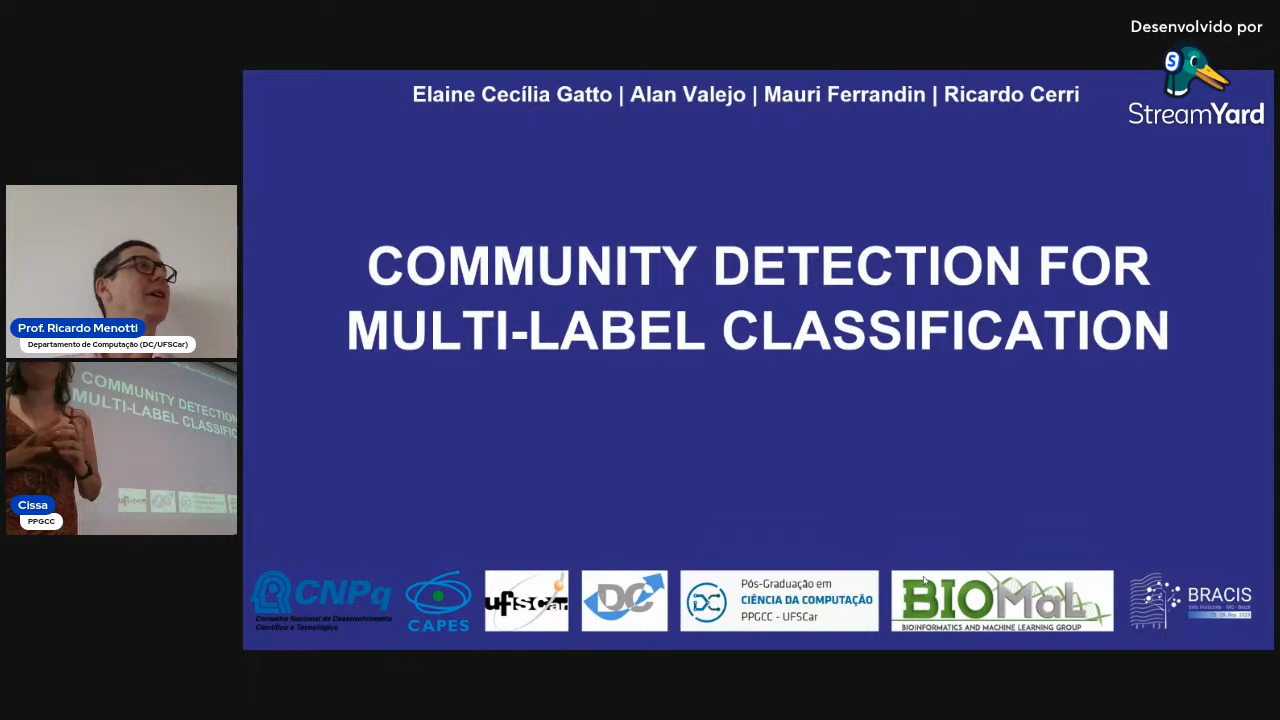 Desenvolvido por
S
StreamYard
Elaine Cecília Gatto | Alan Valejo | Mauri Ferrandin | Ricardo Cerri
COMMUNITY DETECTION FOR
MULTI-LABEL CLASSIFICATION
Prof. Ricardo Menotti
Departamento de Computação (DC/UFSCar)
COMMUNITY DETECTION
MULTI-LABEL CLASSIFIC
Cissa
PPGCC
CNPq
Conselho Nacional de Desenvolvimento
Científico e Tecnológico
CAPES
ufscar
DC
DC
Pós-Graduação em
CIÊNCIA DA COMPUTAÇÃO
PPGCC - UFSCar
BIOMaL
BIOINFORMATICS AND MACHINE LEARNING GROUP
BRACIS